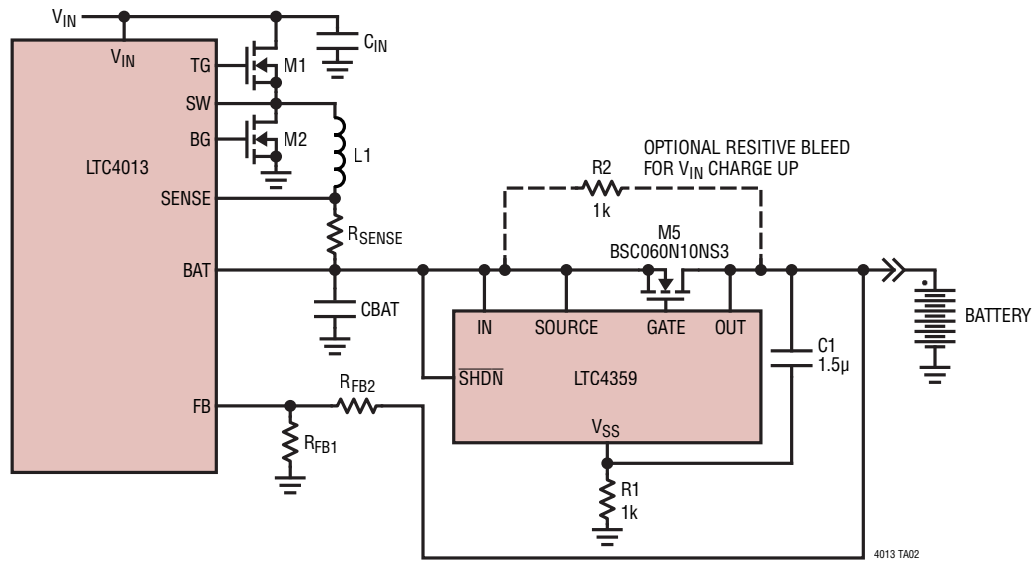 VIN
VIN
CIN
TG
M1
SW
BG
M2
L1
LTC4013
OPTIONAL RESITIVE BLEED
FOR VIN CHARGE UP
R2
1k
SENSE
RSENSE
M5
BSC060N10NS3
BAT
CBAT
IN
SOURCE
GATE
OUT
BATTERY
C1
1.5µ
SHDN
LTC4359
RFB2
FB
VSS
RFB1
R1
1k
4013 TA02